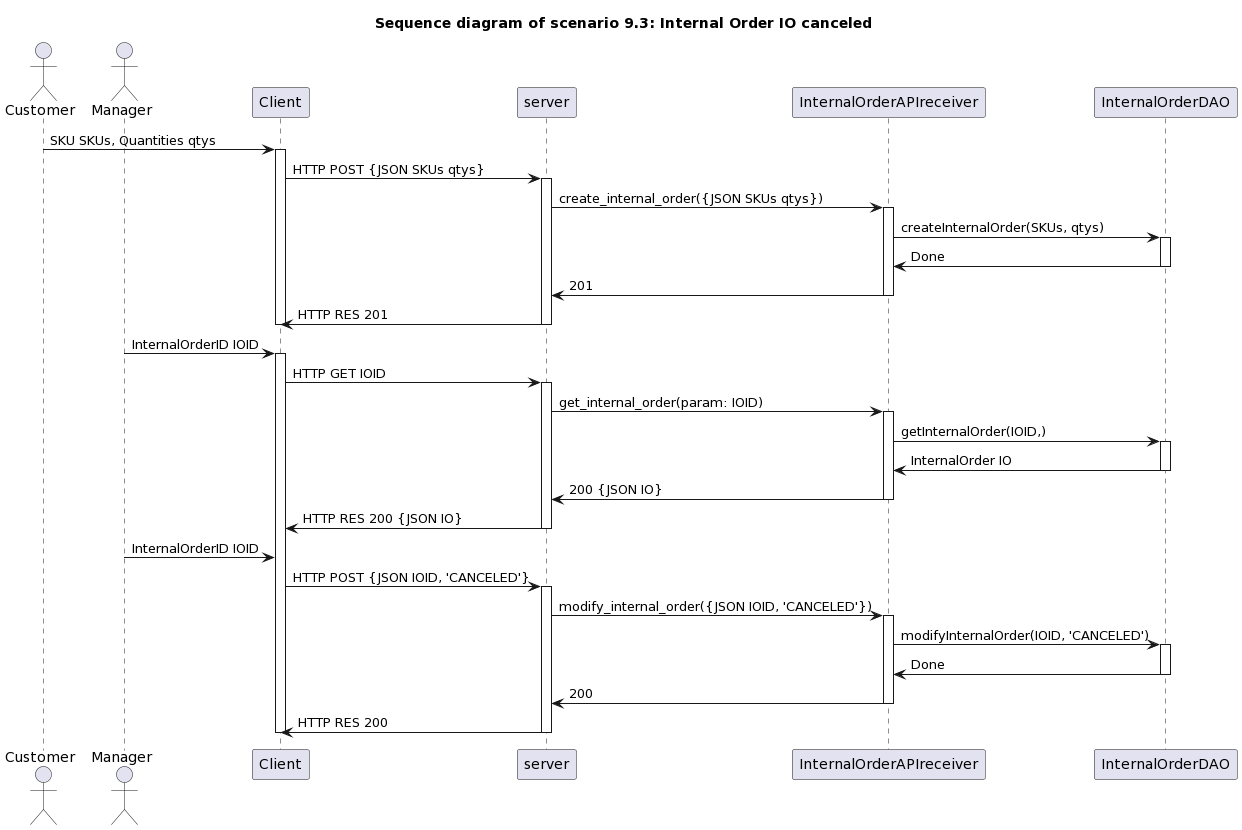 Sequence diagram of scenario 9.3: Internal Order IO canceled
Customer
Manager
Client
server
InternalOrderAPIreceiver
InternalOrderDAO
SKU SKUs, Quantities qtys
HTTP POST {JSON SKUs qtys}
create_internal_order({JSON SKUs qtys})
createInternalOrder(SKUs, qtys)
Done
201
HTTP RES 201
InternalOrderID IOID
HTTP GET IOID
get_internal_order(param: IOID)
getInternalOrder(IOID,)
InternalOrder IO
200 {JSON IO}
HTTP RES 200 {JSON IO}
InternalOrderID IOID
HTTP POST {JSON IOID, 'CANCELED'}
modify_internal_order({JSON IOID, 'CANCELED'})
modifyInternalOrder(IOID, 'CANCELED')
Done
200
HTTP RES 200
Customer
Manager
Client
server
InternalOrderAPIreceiver
InternalOrderDAO